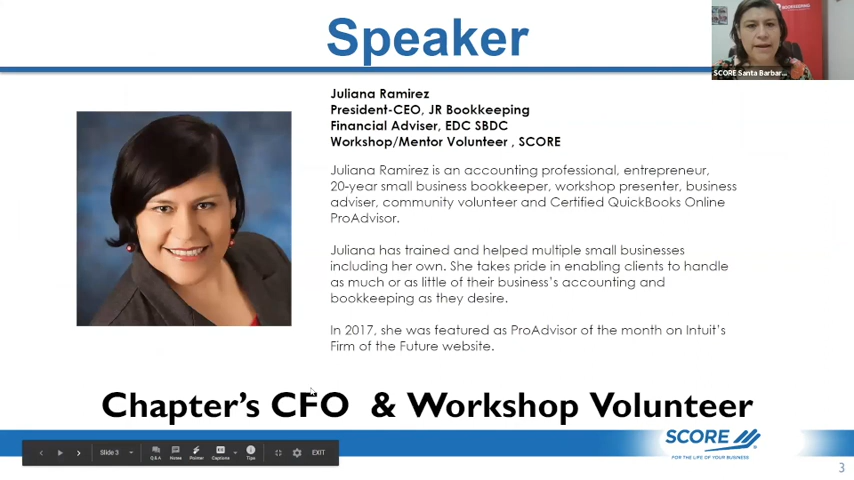 Speaker
BOOKKEEPING
SCORE Santa Barbar...
Juliana Ramirez
President-CEO, JR Bookkeeping
Financial Adviser, EDC SBDC
Workshop/Mentor Volunteer , SCORE
Juliana Ramirez is an accounting professional, entrepreneur,
20-year small business bookkeeper, workshop presenter, business
adviser, community volunteer and Certified QuickBooks Online
ProAdvisor.
Juliana has trained and helped multiple small businesses
including her own. She takes pride in enabling clients to handle
as much or as little of their business's accounting and
bookkeeping as they desire.
In 2017, she was featured as ProAdvisor of the month on Intuit's
Firm of the Future website.
Chapter's CFO & Workshop Volunteer
SCORE
FOR THE LIFE OF YOUR BUSINESS
Slide 3
Q&A
Notes
Pointer
Captions
Tips
EXIT
3